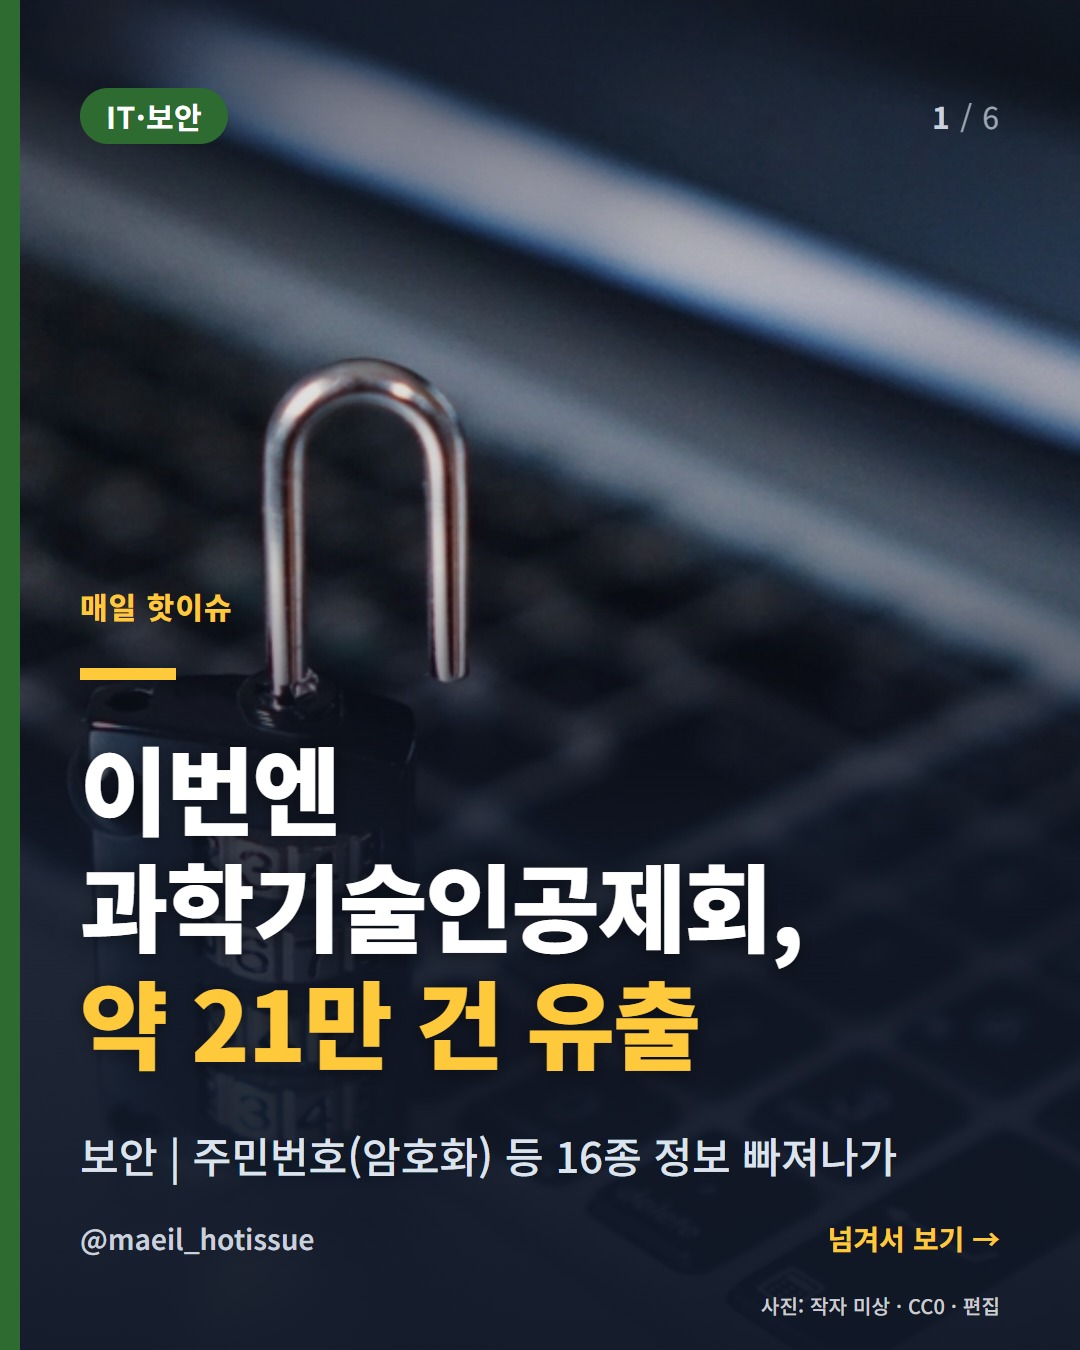 IT·보안
1 / 6
매일 핫이슈
이번엔
과학기술인공제회,
약 21만 건 유출
보안 | 주민번호(암호화) 등 16종 정보 빠져나가
@maeil_hotissue
넘겨서 보기 →
사진: 작자 미상 · CC0 · 편집